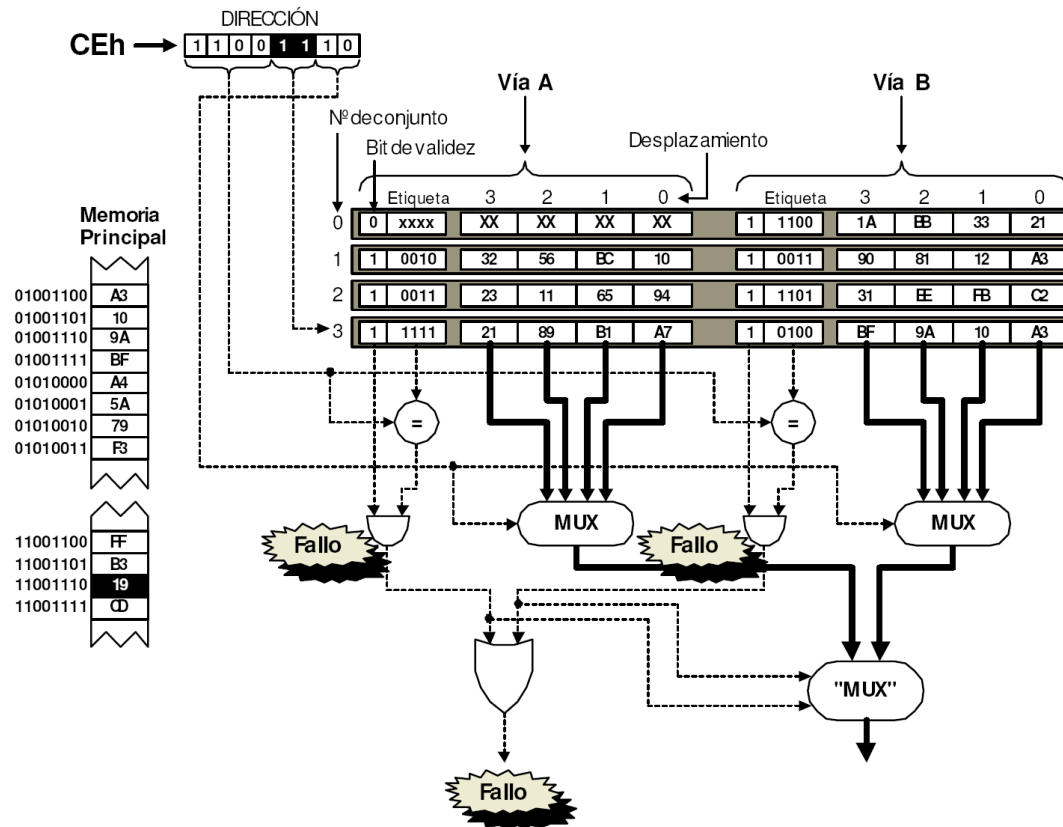 DIRECCIÓN
CEh
1 1 0 0 1 1 1 0
Vía A
Vía B
Nº de conjunto
Bit de validez
Desplazamiento
Etiqueta 3 2 1 0 Etiqueta 3 2 1 0
0 0 xxxx XX XX XX XX 1 1100 1A BB 33 21
1 1 0010 32 56 BC 10 1 0011 90 81 12 A3
2 1 0011 23 11 65 94 1 1101 31 EE FB C2
3 1 1111 21 89 B1 A7 1 0100 BF 9A 10 A3
Memoria
Principal
01001100 A3
01001101 10
01001110 9A
01001111 BF
01010000 A4
01010001 5A
01010010 79
01010011 F3
11001100 FF
11001101 B3
11001110 19
11001111 CD
= =
MUX MUX
Fallo Fallo
"MUX"
Fallo